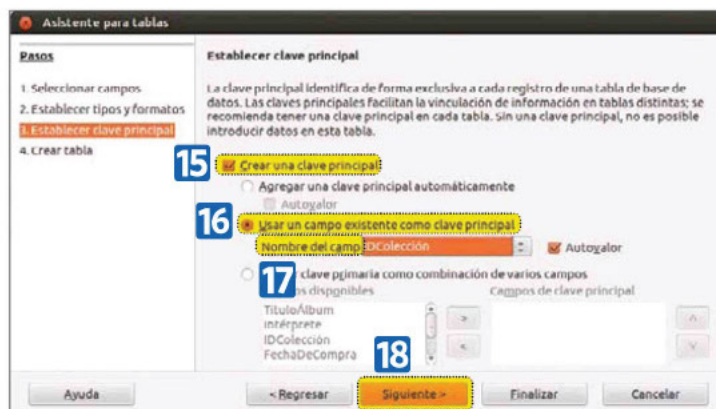 Asistente para tablas
Pasos
1. Seleccionar campos
2. Establecer tipos y formatos
3. Establecer clave principal
4. Crear tabla
Establecer clave principal
La clave principal identifica de forma exclusiva a cada registro de una tabla de base de
datos. Las claves principales facilitan la vinculación de información en tablas distintas; se
recomienda tener una clave principal en cada tabla. Sin una clave principal, no es posible
introducir datos en esta tabla.
15 Crear una clave principal
Agregar una clave principal automáticamente
Autovalor
16 Usar un campo existente como clave principal
Nombre del camp IDColección Autovalor
17 clave primaria como combinación de varios campos
disponibles Campos de clave principal
TítuloÁlbum
intérprete
IDColección
FechaDeCompra
> < ^ v
18
Ayuda < Regresar Siguiente > Finalizar Cancelar